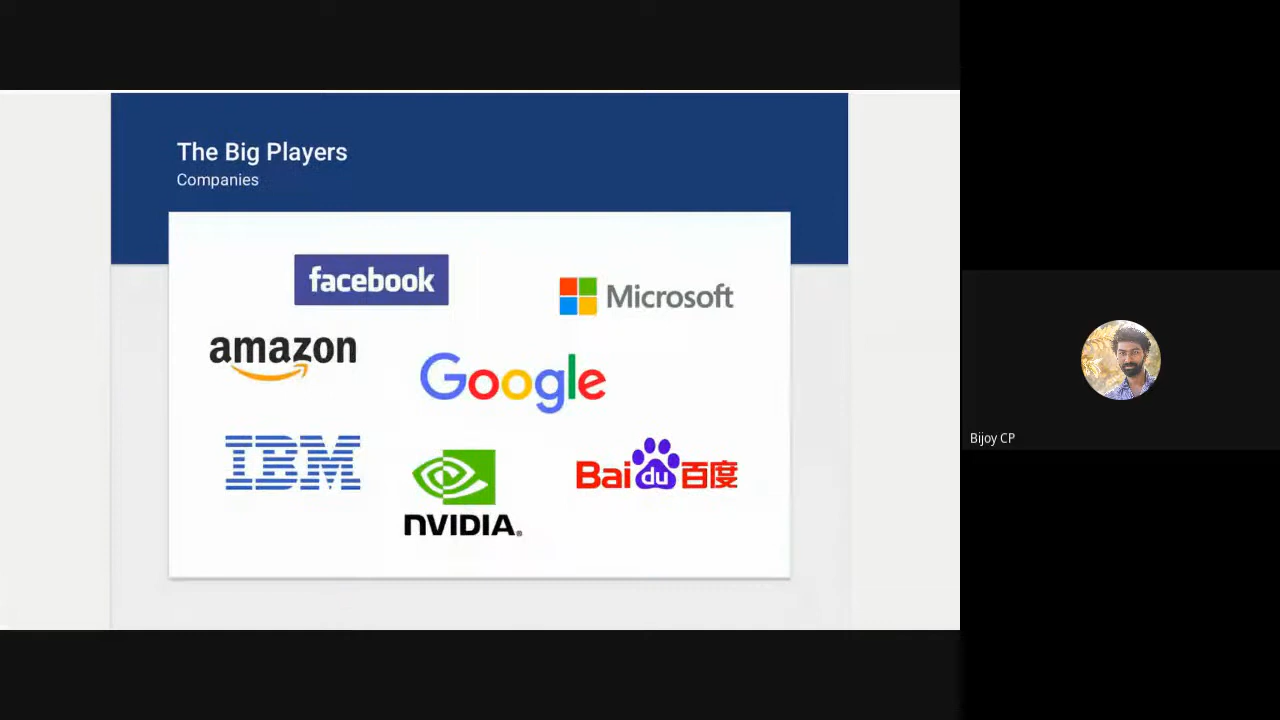 The Big Players
Companies
facebook
Microsoft
amazon
Google
IBM
Bai du 百度
nVIDIA®
Bijoy CP